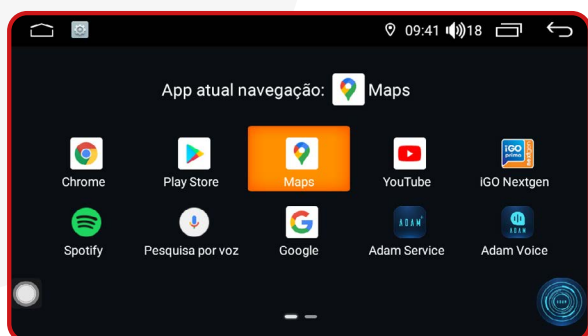 09:41 18
App atual navegação: Maps
Chrome Play Store Maps YouTube iGO Nextgen
Spotify Pesquisa por voz Google Adam Service Adam Voice